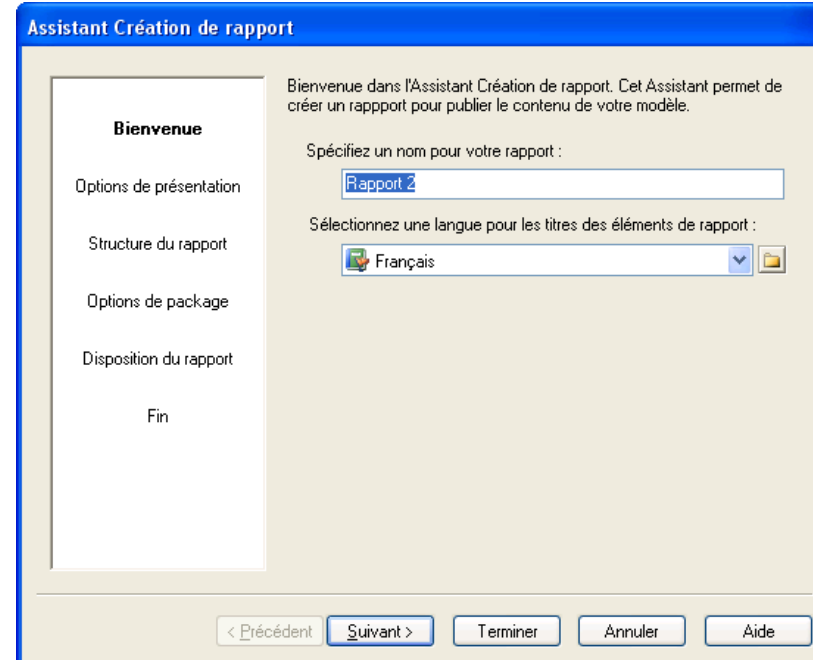 Assistant Création de rapport
Bienvenue
Options de présentation
Structure du rapport
Options de package
Disposition du rapport
Fin
Bienvenue dans l'Assistant Création de rapport. Cet Assistant permet de
créer un rappport pour publier le contenu de votre modèle.
Spécifiez un nom pour votre rapport :
Rapport 2
Sélectionnez une langue pour les titres des éléments de rapport :
Français
< Précédent Suivant > Terminer Annuler Aide